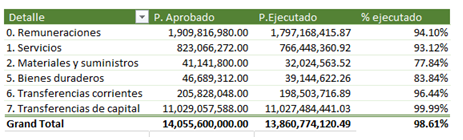 Detalle P. Aprobado P.Ejecutado % ejecutado
0. Remuneraciones 1,909,816,980.00 1,797,168,415.87 94.10%
1. Servicios 823,066,272.00 766,448,360.92 93.12%
2. Materiales y suministros 41,141,800.00 32,024,563.52 77.84%
5. Bienes duraderos 46,689,312.00 39,144,622.26 83.84%
6. Transferencias corrientes 205,828,048.00 198,503,716.89 96.44%
7. Transferencias de capital 11,029,057,588.00 11,027,484,441.03 99.99%
Grand Total 14,055,600,000.00 13,860,774,120.49 98.61%